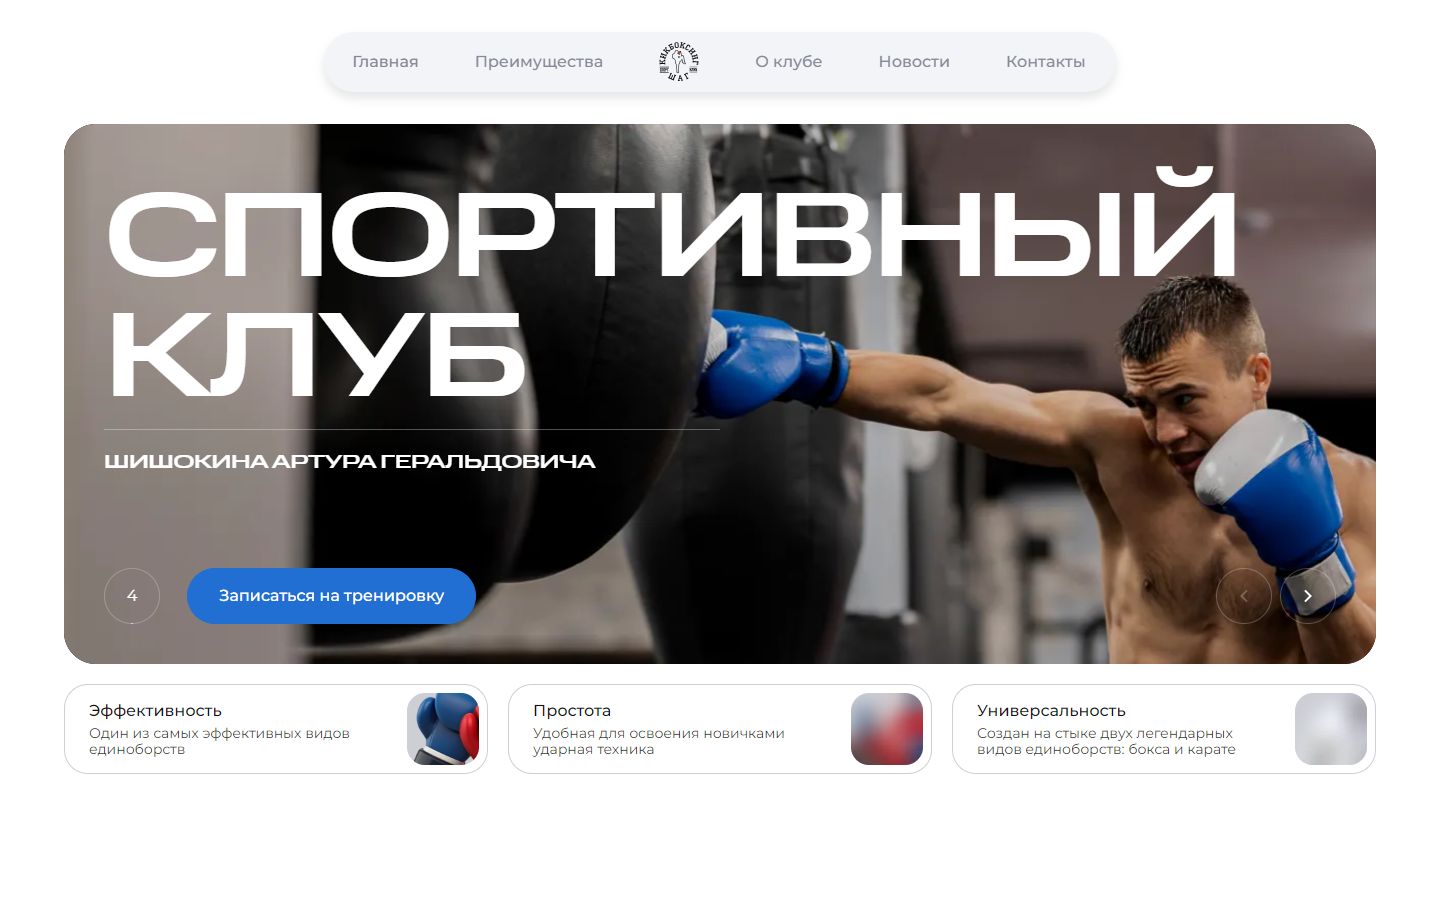 Главная
Преимущества
КИКБОКСИНГ
ШАГ
О клубе
Новости
Контакты
СПОРТИВНЫЙ
КЛУБ
ШИШОКИНА АРТУРА ГЕРАЛЬДОВИЧА
4
Записаться на тренировку
Эффективность
Один из самых эффективных видов
единоборств
Простота
Удобная для освоения новичками
ударная техника
Универсальность
Создан на стыке двух легендарных
видов единоборств: бокса и карате